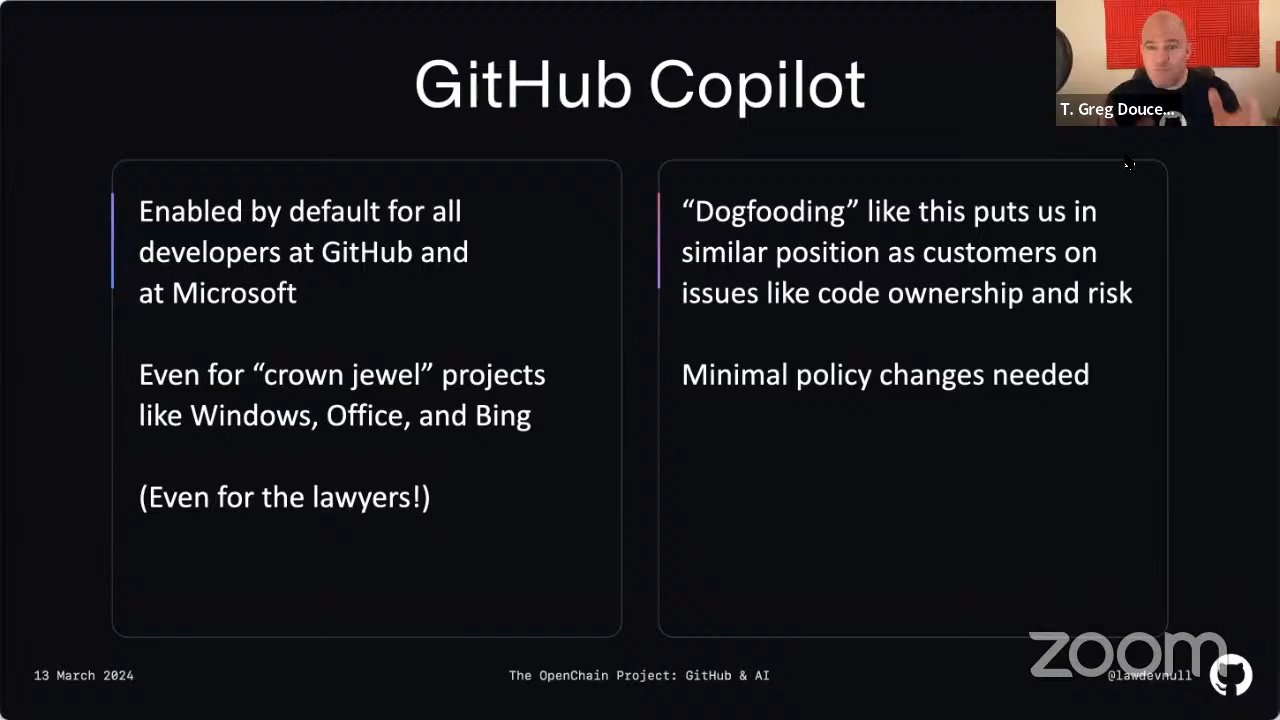 GitHub Copilot
T. Greg Douce...
Enabled by default for all
developers at GitHub and
at Microsoft
Even for “crown jewel” projects
like Windows, Office, and Bing
(Even for the lawyers!)
“Dogfooding” like this puts us in
similar position as customers on
issues like code ownership and risk
Minimal policy changes needed
zoom
13 March 2024
The OpenChain Project: GitHub & AI
@lawdevnull